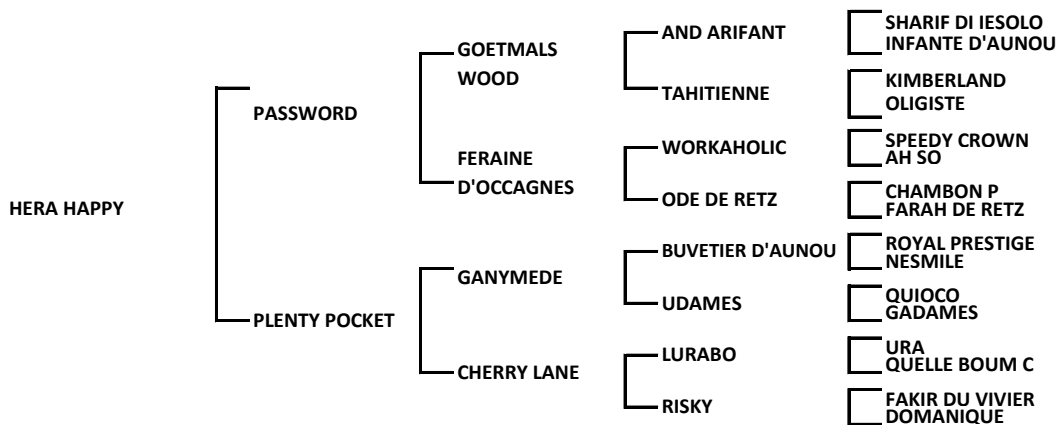 HERA HAPPY
PASSWORD
PLENTY POCKET
GOETMALS
WOOD
FERAINE
D'OCCAGNES
GANYMEDE
CHERRY LANE
AND ARIFANT
TAHITIENNE
WORKAHOLIC
ODE DE RETZ
BUVETIER D'AUNOU
UDAMES
LURABO
RISKY
SHARIF DI IESOLO
INFANTE D'AUNOU
KIMBERLAND
OLIGISTE
SPEEDY CROWN
AH SO
CHAMBON P
FARAH DE RETZ
ROYAL PRESTIGE
NESMILE
QUIOCO
GADAMES
URA
QUELLE BOUM C
FAKIR DU VIVIER
DOMANIQUE